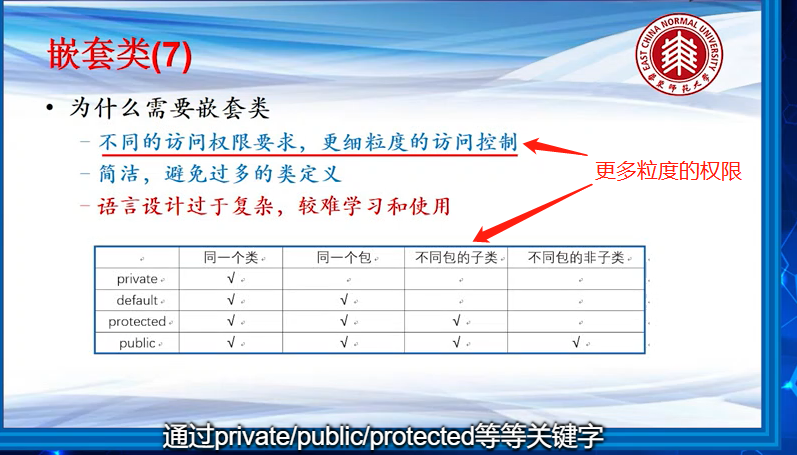 嵌套类(7)
EAST CHINA NORMAL UNIVERSITY
華東師範大学
• 为什么需要嵌套类
– 不同的访问权限要求，更细粒度的访问控制
更多粒度的权限
– 简洁，避免过多的类定义
– 语言设计过于复杂，较难学习和使用
同一个类 同一个包 不同包的子类 不同包的非子类
private √
default √ √
protected √ √ √
public √ √ √ √
通过private/public/protected等等关键字